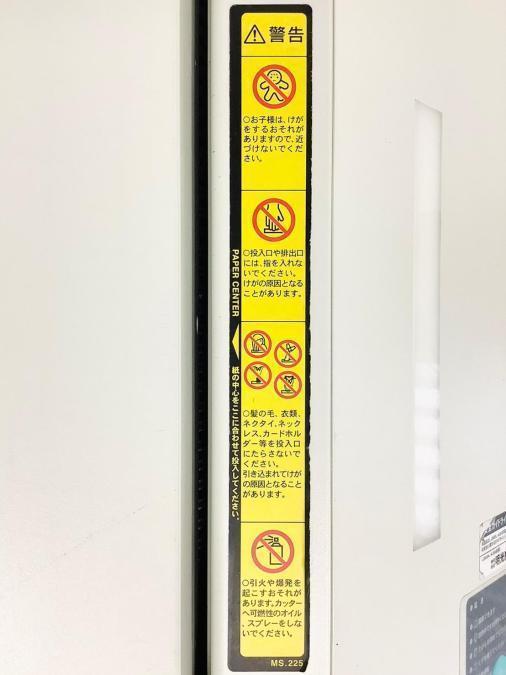 警告
○お子様は、けが
をするおそれが
ありますので、近
づけないでくだ
さい。
○投入口や排出口
には、指を入れな
いでください。
けがの原因となる
ことがあります。
○髪の毛、衣類、
ネクタイ、ネック
レス、カードホル
ダー等を投入口
にたらさないで
ください。
引き込まれてけが
の原因となること
があります。
○引火や爆発を
起こすおそれが
あります。カッター
へ可燃性のオイル、
スプレーをしな
いでください。
MS.225
PAPER CENTER
紙の中心をここに合わせて投入してください。